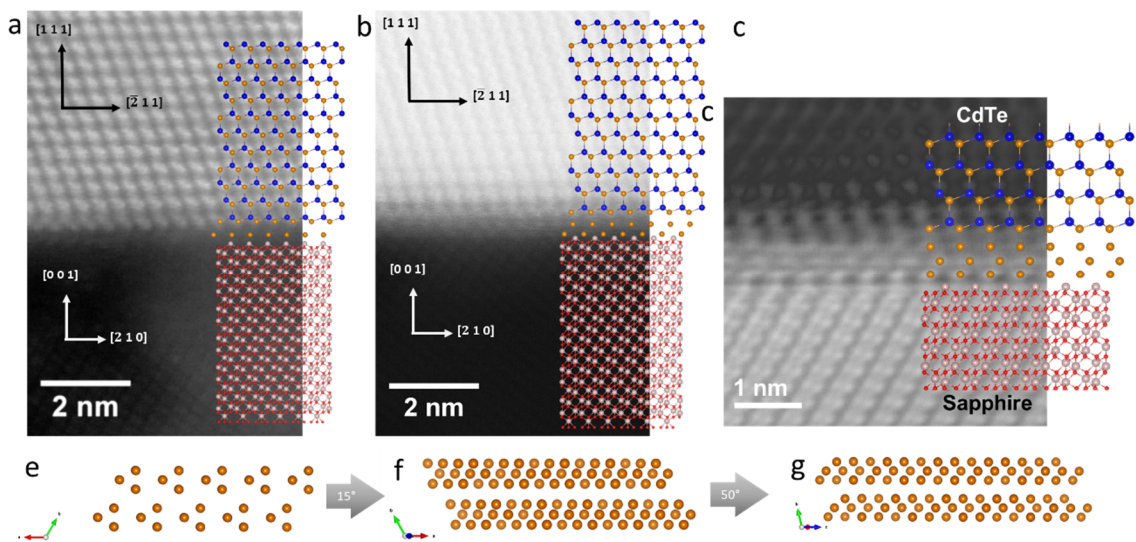 a
[1 1 1]
[2̅ 1 1]
[0 0 1]
[2 1 0]
2 nm
b
[1 1 1]
[2̅ 1 1]
[0 0 1]
[2 1 0]
2 nm
c
C
CdTe
1 nm
Sapphire
e
15°
f
50°
g